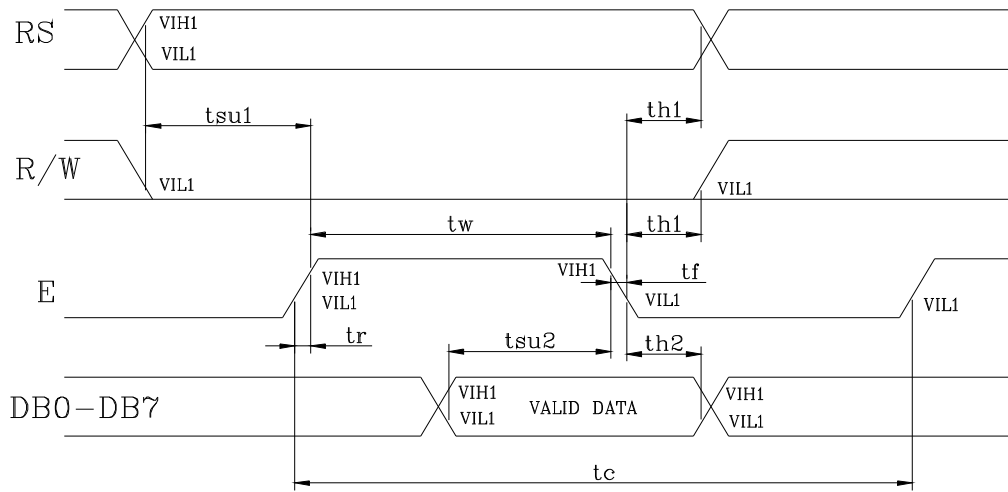 RS
VIH1
VIL1
tsu1
th1
R/W
VIL1
VIL1
tw
th1
E
VIH1
VIL1
VIH1
tf
VIL1
VIL1
tr
tsu2
th2
DB0-DB7
VIH1
VIL1
VALID DATA
VIH1
VIL1
tc